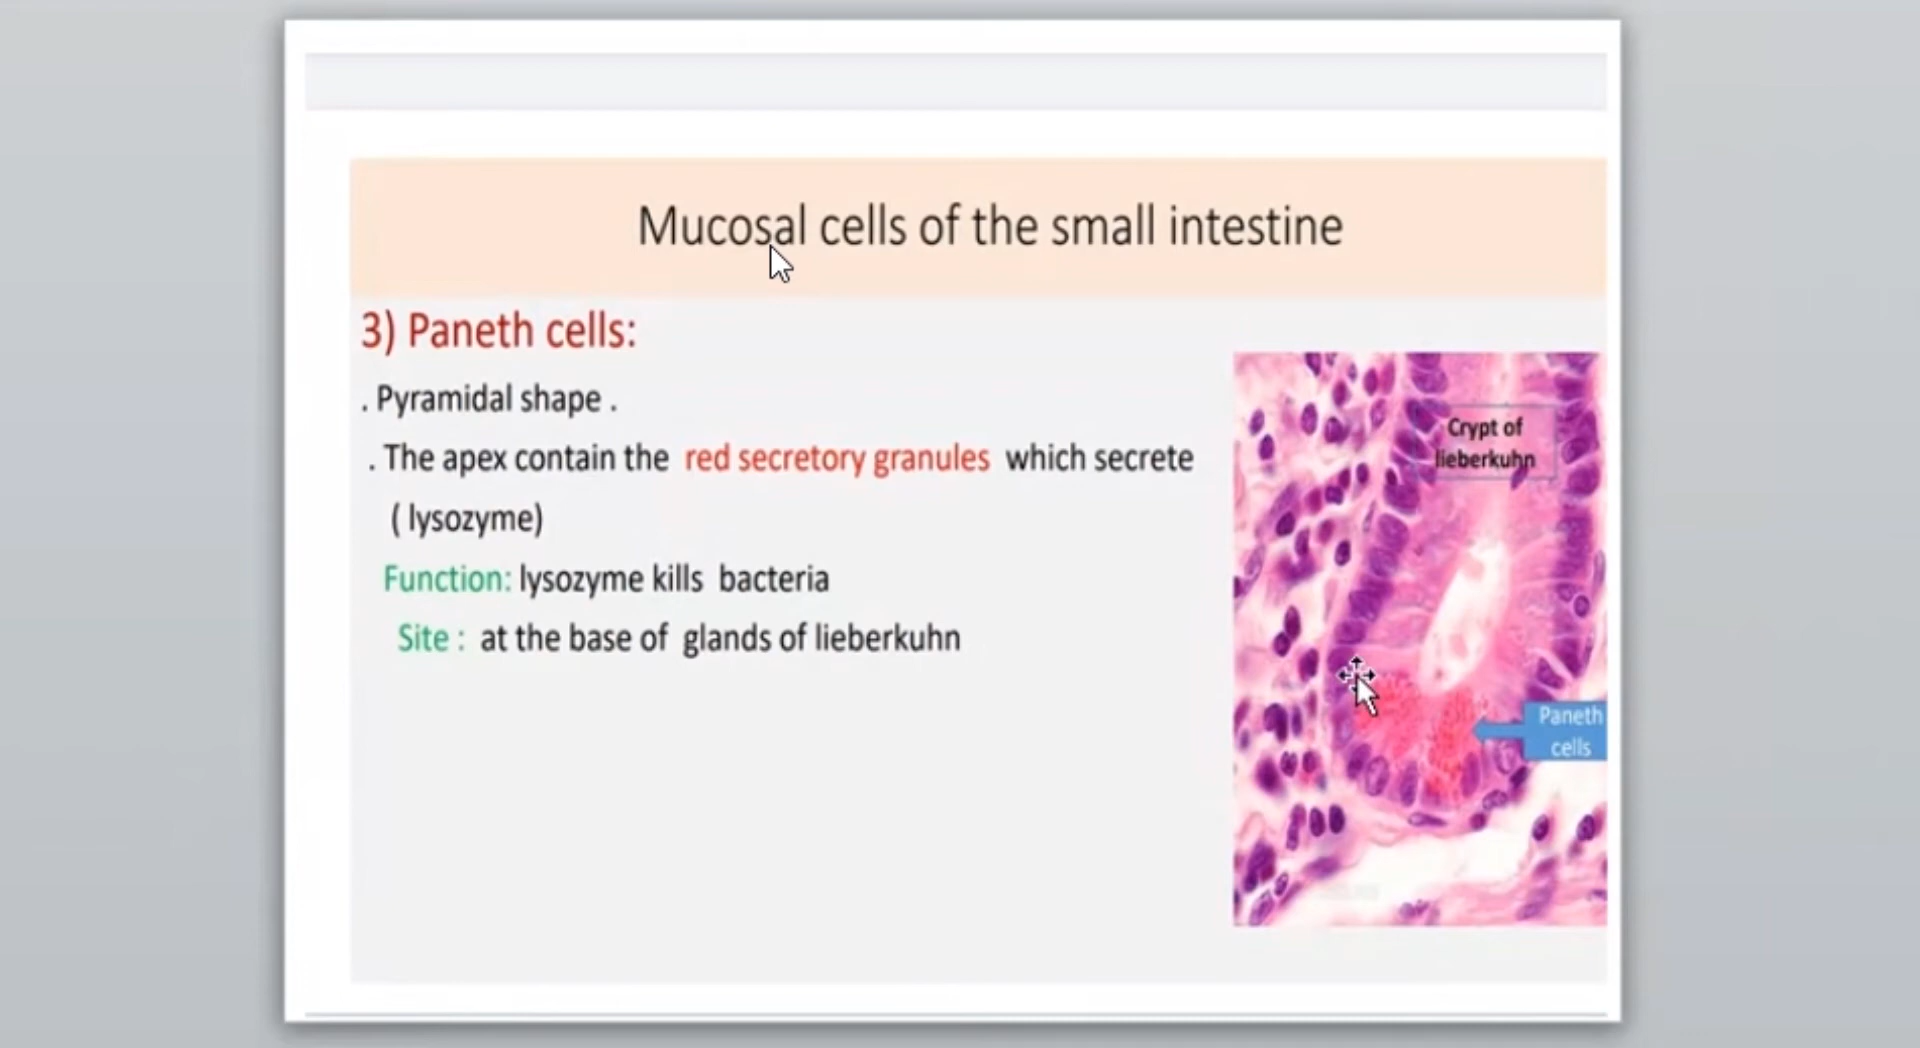 Mucosal cells of the small intestine
3) Paneth cells:
. Pyramidal shape .
. The apex contain the red secretory granules which secrete
( lysozyme)
Function: lysozyme kills bacteria
Site : at the base of glands of lieberkuhn
Crypt of
lieberkuhn
Paneth
cells